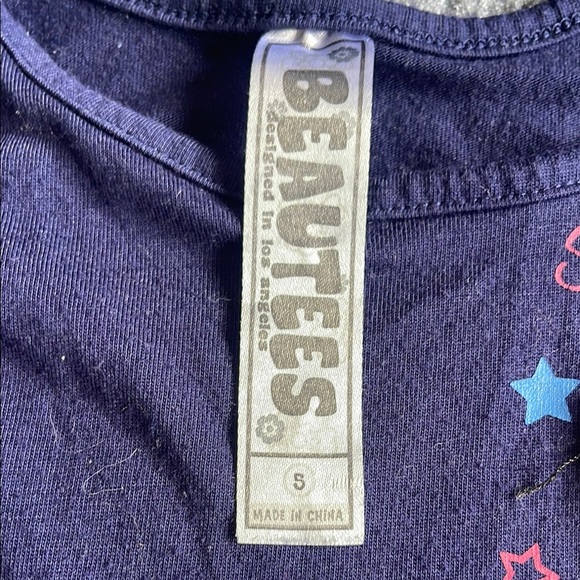 BEAUTEES
designed in los angeles
5
MADE IN CHINA